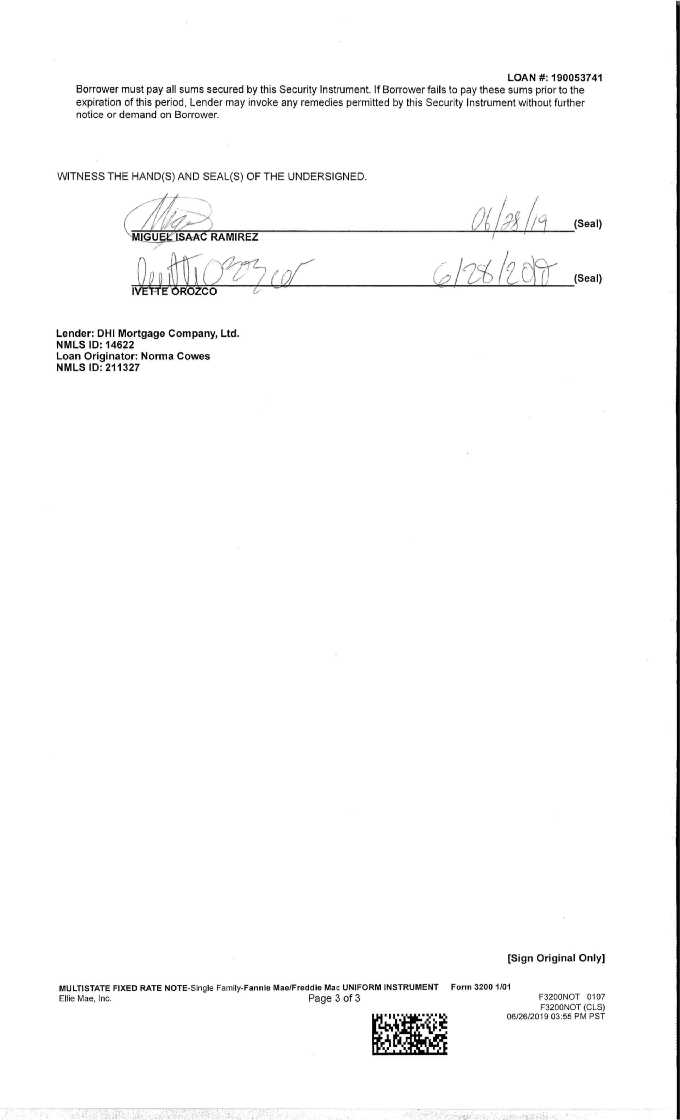 LOAN #: 190053741
Borrower must pay all sums secured by this Security Instrument. If Borrower fails to pay these sums prior to the
expiration of this period, Lender may invoke any remedies permitted by this Security Instrument without further
notice or demand on Borrower.
WITNESS THE HAND(S) AND SEAL(S) OF THE UNDERSIGNED.
06/28/19 (Seal)
MIGUEL ISAAC RAMIREZ
6/28/2019 (Seal)
IVETTE OROZCO
Lender: DHI Mortgage Company, Ltd.
NMLS ID: 14622
Loan Originator: Norma Cowes
NMLS ID: 211327
[Sign Original Only]
MULTISTATE FIXED RATE NOTE-Single Family-Fannie Mae/Freddie Mac UNIFORM INSTRUMENT Form 3200 1/01
Ellie Mae, Inc. Page 3 of 3 F3200NOT 0107
F3200NOT (CLS)
06/26/2019 03:55 PM PST